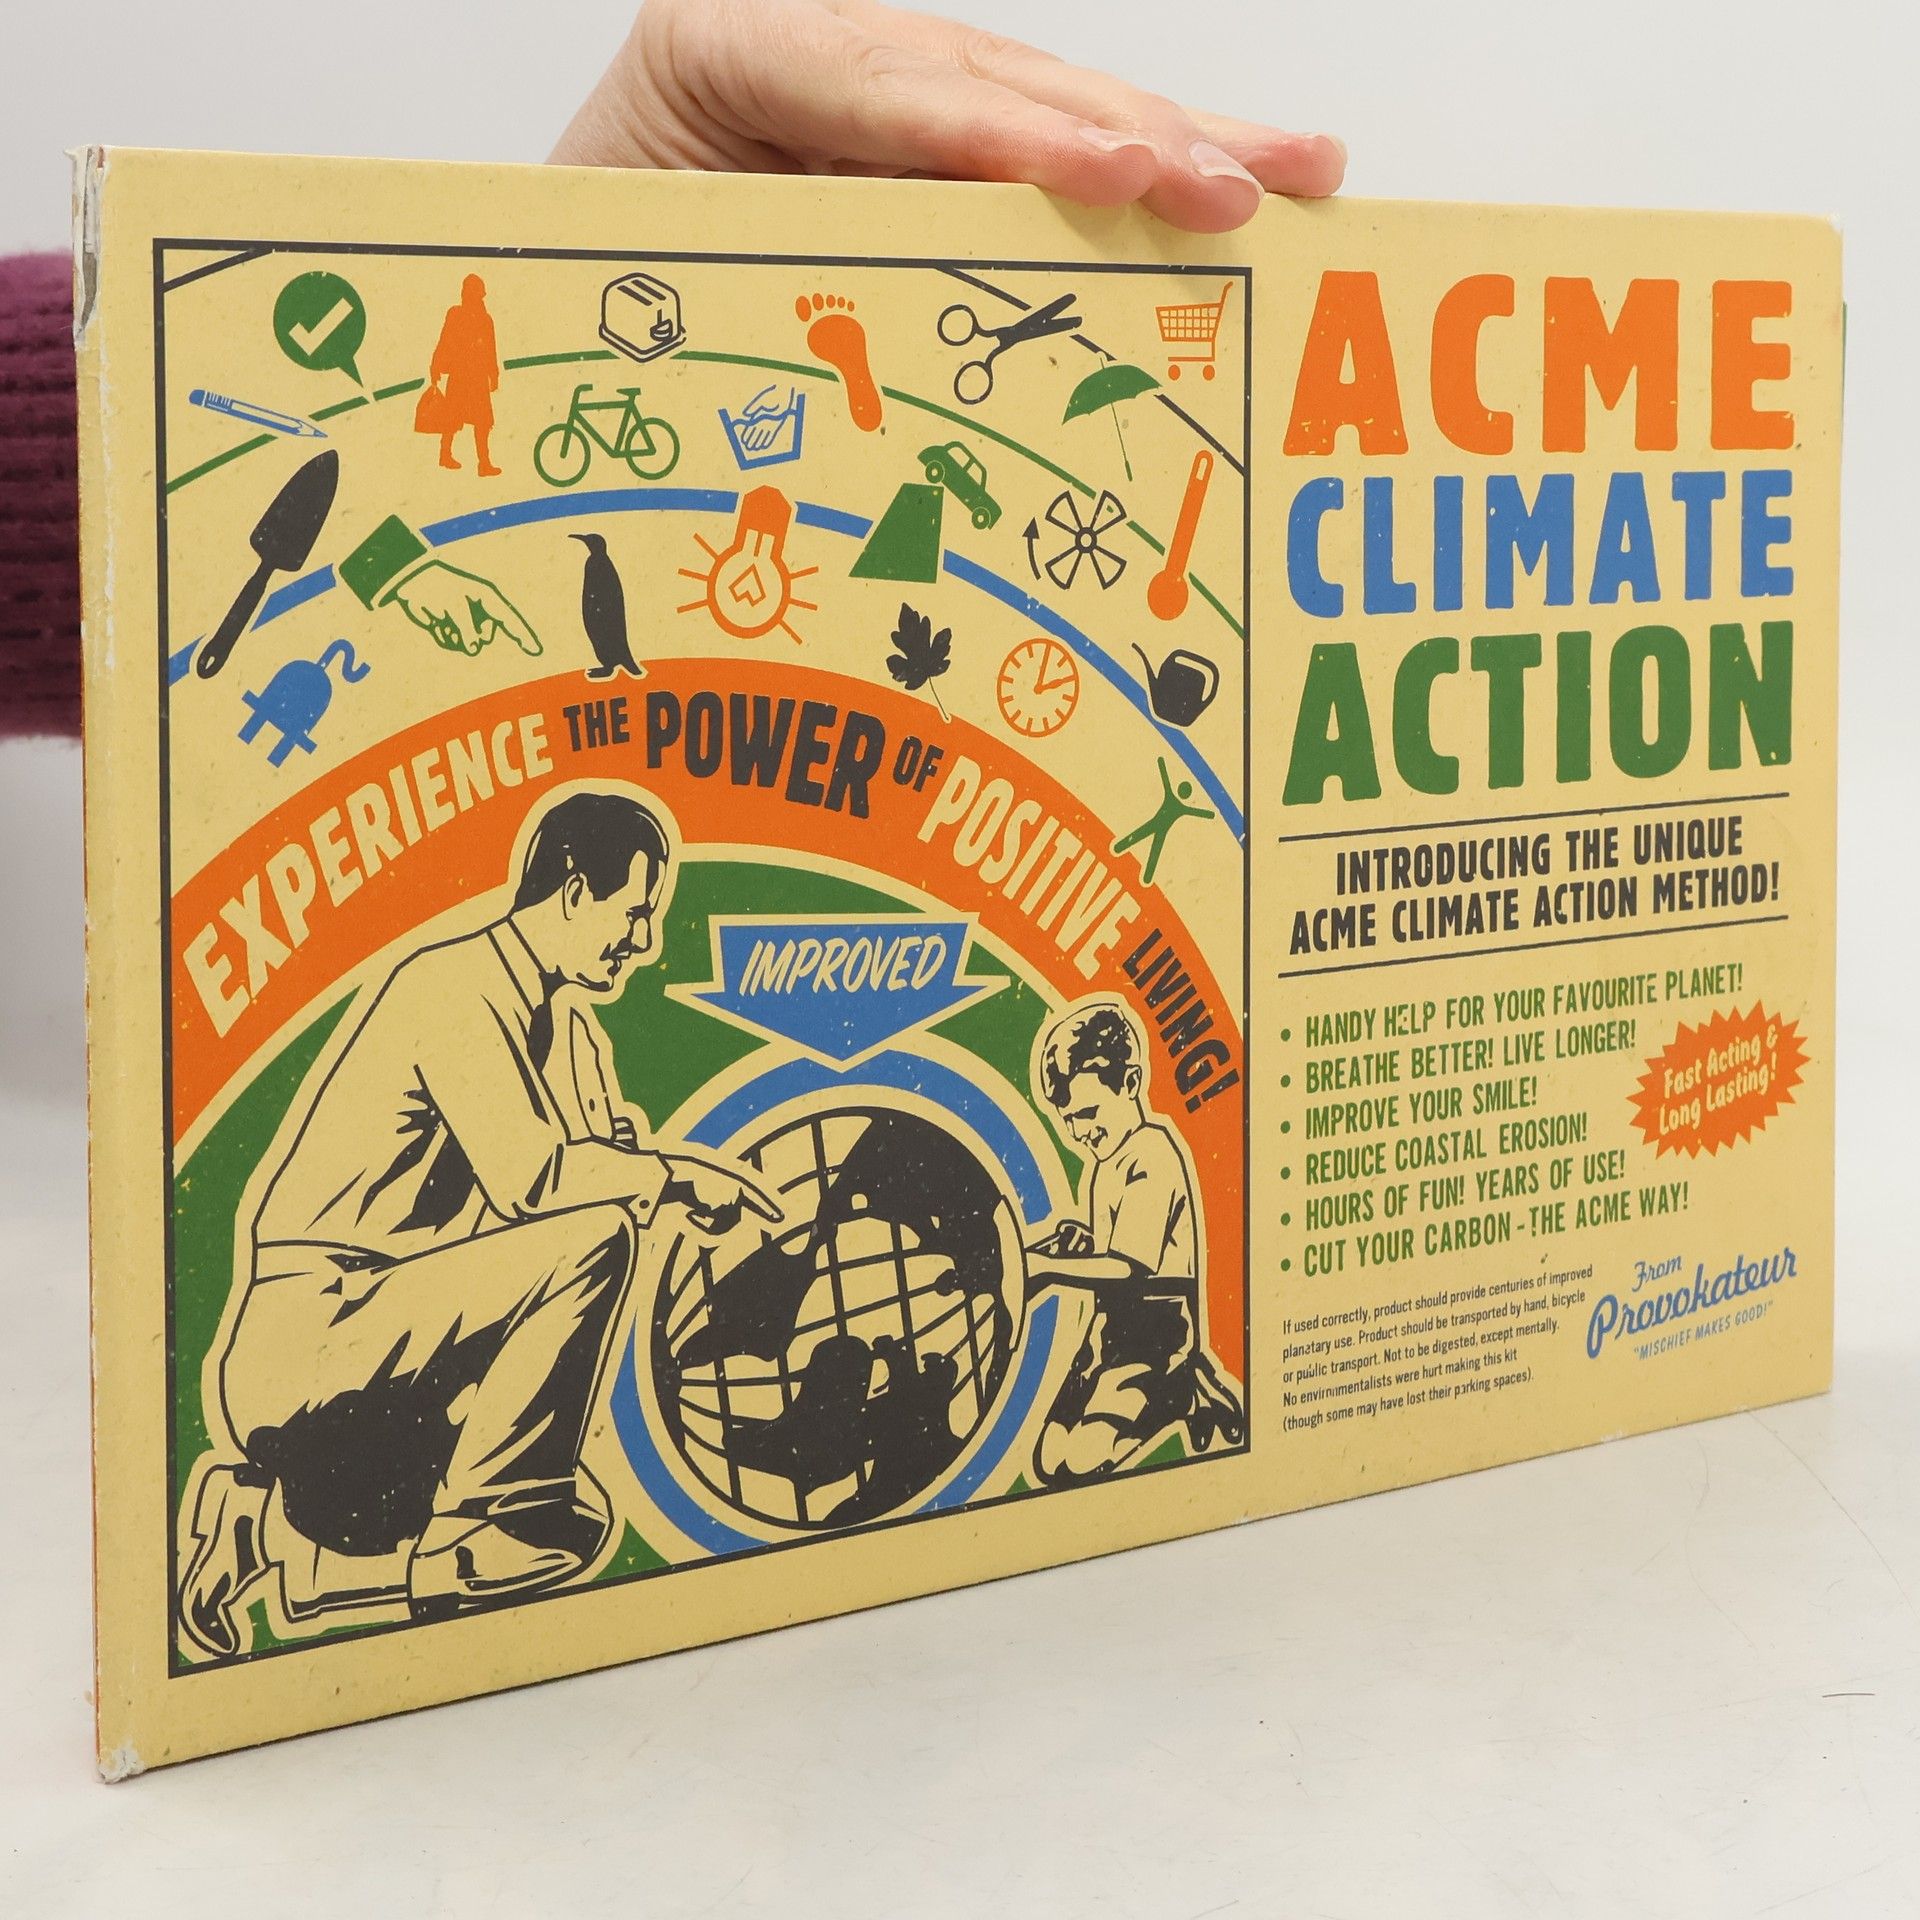 EXPERIENCE THE POWER OF POSITIVE LIVING!
IMPROVED
ACME
CLIMATE
ACTION
INTRODUCING THE UNIQUE
ACME CLIMATE ACTION METHOD!
• HANDY HELP FOR YOUR FAVOURITE PLANET!
• BREATHE BETTER! LIVE LONGER!
• IMPROVE YOUR SMILE!
• REDUCE COASTAL EROSION!
• HOURS OF FUN! YEARS OF USE!
• CUT YOUR CARBON - THE ACME WAY!
Fast Acting &
Long Lasting!
If used correctly, product should provide centuries of improved
planetary use. Product should be transported by hand, bicycle
or public transport. Not to be digested, except mentally.
No environmentalists were hurt making this kit
(though some may have lost their parking spaces).
From
Provokateur
"MISCHIEF MAKES GOOD!"